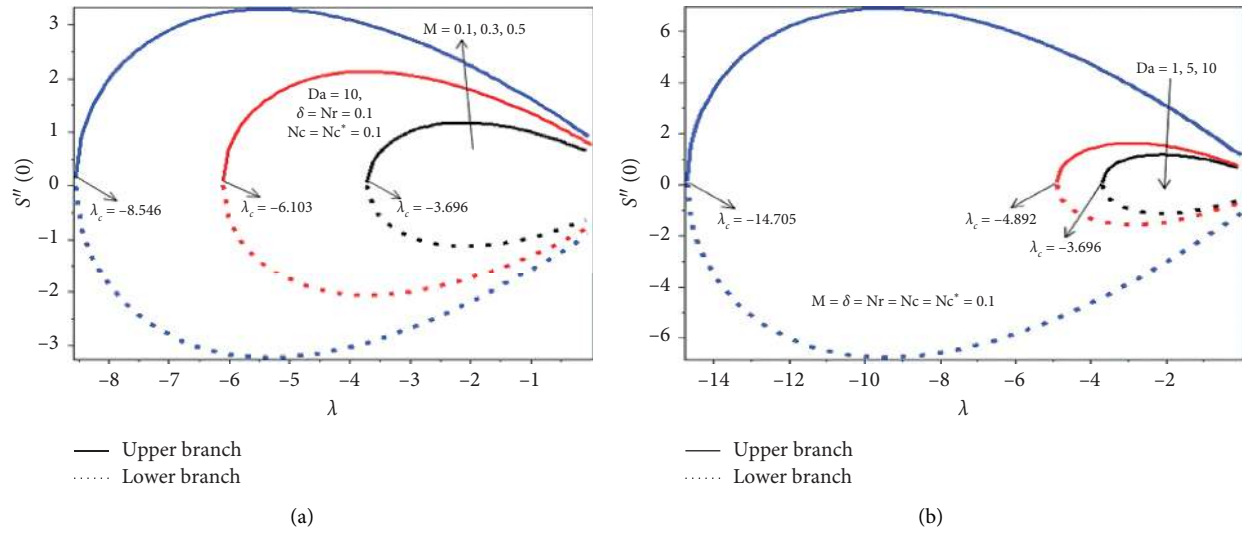 3
2
1
0
−1
−2
−3
S″ (0)
M = 0.1, 0.3, 0.5
Da = 10,
δ = Nr = 0.1
Nc = Nc* = 0.1
λc = −8.546
λc = −6.103
λc = −3.696
−8 −7 −6 −5 −4 −3 −2 −1
λ
Upper branch
Lower branch
(a)
6
4
2
0
−2
−4
−6
S″ (0)
Da = 1, 5, 10
λc = −14.705
λc = −4.892
λc = −3.696
M = δ = Nr = Nc = Nc* = 0.1
−14 −12 −10 −8 −6 −4 −2
λ
Upper branch
Lower branch
(b)